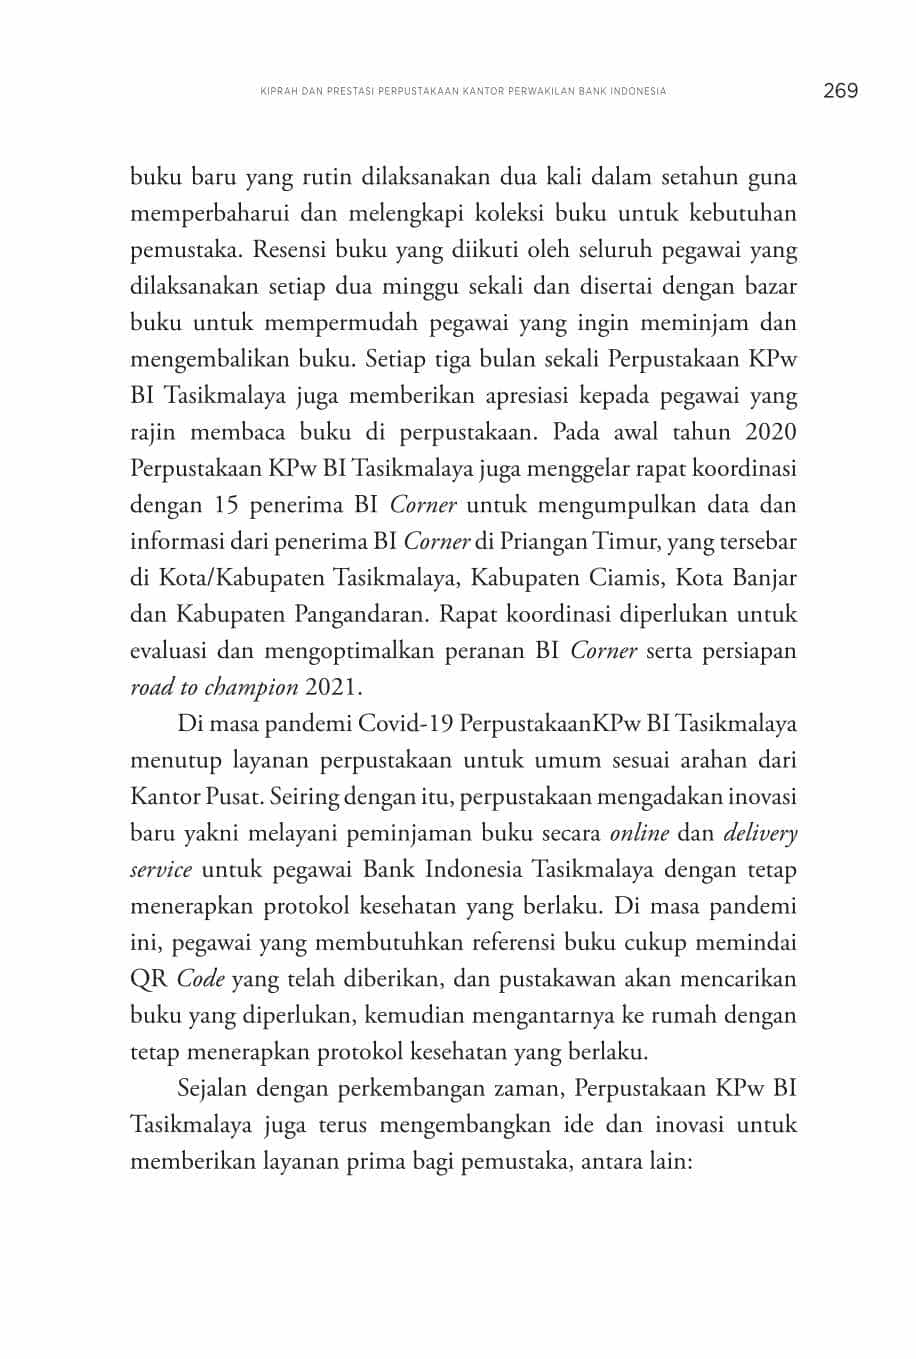 KIPRAH DAN PRESTASI PERPUSTAKAAN KANTOR PERWAKILAN BANK INDONESIA 269
buku baru yang rutin dilaksanakan dua kali dalam setahun guna
memperbaharui dan melengkapi koleksi buku untuk kebutuhan
pemustaka. Resensi buku yang diikuti oleh seluruh pegawai yang
dilaksanakan setiap dua minggu sekali dan disertai dengan bazar
buku untuk mempermudah pegawai yang ingin meminjam dan
mengembalikan buku. Setiap tiga bulan sekali Perpustakaan KPw
BI Tasikmalaya juga memberikan apresiasi kepada pegawai yang
rajin membaca buku di perpustakaan. Pada awal tahun 2020
Perpustakaan KPw BI Tasikmalaya juga menggelar rapat koordinasi
dengan 15 penerima BI Corner untuk mengumpulkan data dan
informasi dari penerima BI Corner di Priangan Timur, yang tersebar
di Kota/Kabupaten Tasikmalaya, Kabupaten Ciamis, Kota Banjar
dan Kabupaten Pangandaran. Rapat koordinasi diperlukan untuk
evaluasi dan mengoptimalkan peranan BI Corner serta persiapan
road to champion 2021.
Di masa pandemi Covid-19 PerpustakaanKPw BI Tasikmalaya
menutup layanan perpustakaan untuk umum sesuai arahan dari
Kantor Pusat. Seiring dengan itu, perpustakaan mengadakan inovasi
baru yakni melayani peminjaman buku secara online dan delivery
service untuk pegawai Bank Indonesia Tasikmalaya dengan tetap
menerapkan protokol kesehatan yang berlaku. Di masa pandemi
ini, pegawai yang membutuhkan referensi buku cukup memindai
QR Code yang telah diberikan, dan pustakawan akan mencarikan
buku yang diperlukan, kemudian mengantarnya ke rumah dengan
tetap menerapkan protokol kesehatan yang berlaku.
Sejalan dengan perkembangan zaman, Perpustakaan KPw BI
Tasikmalaya juga terus mengembangkan ide dan inovasi untuk
memberikan layanan prima bagi pemustaka, antara lain: